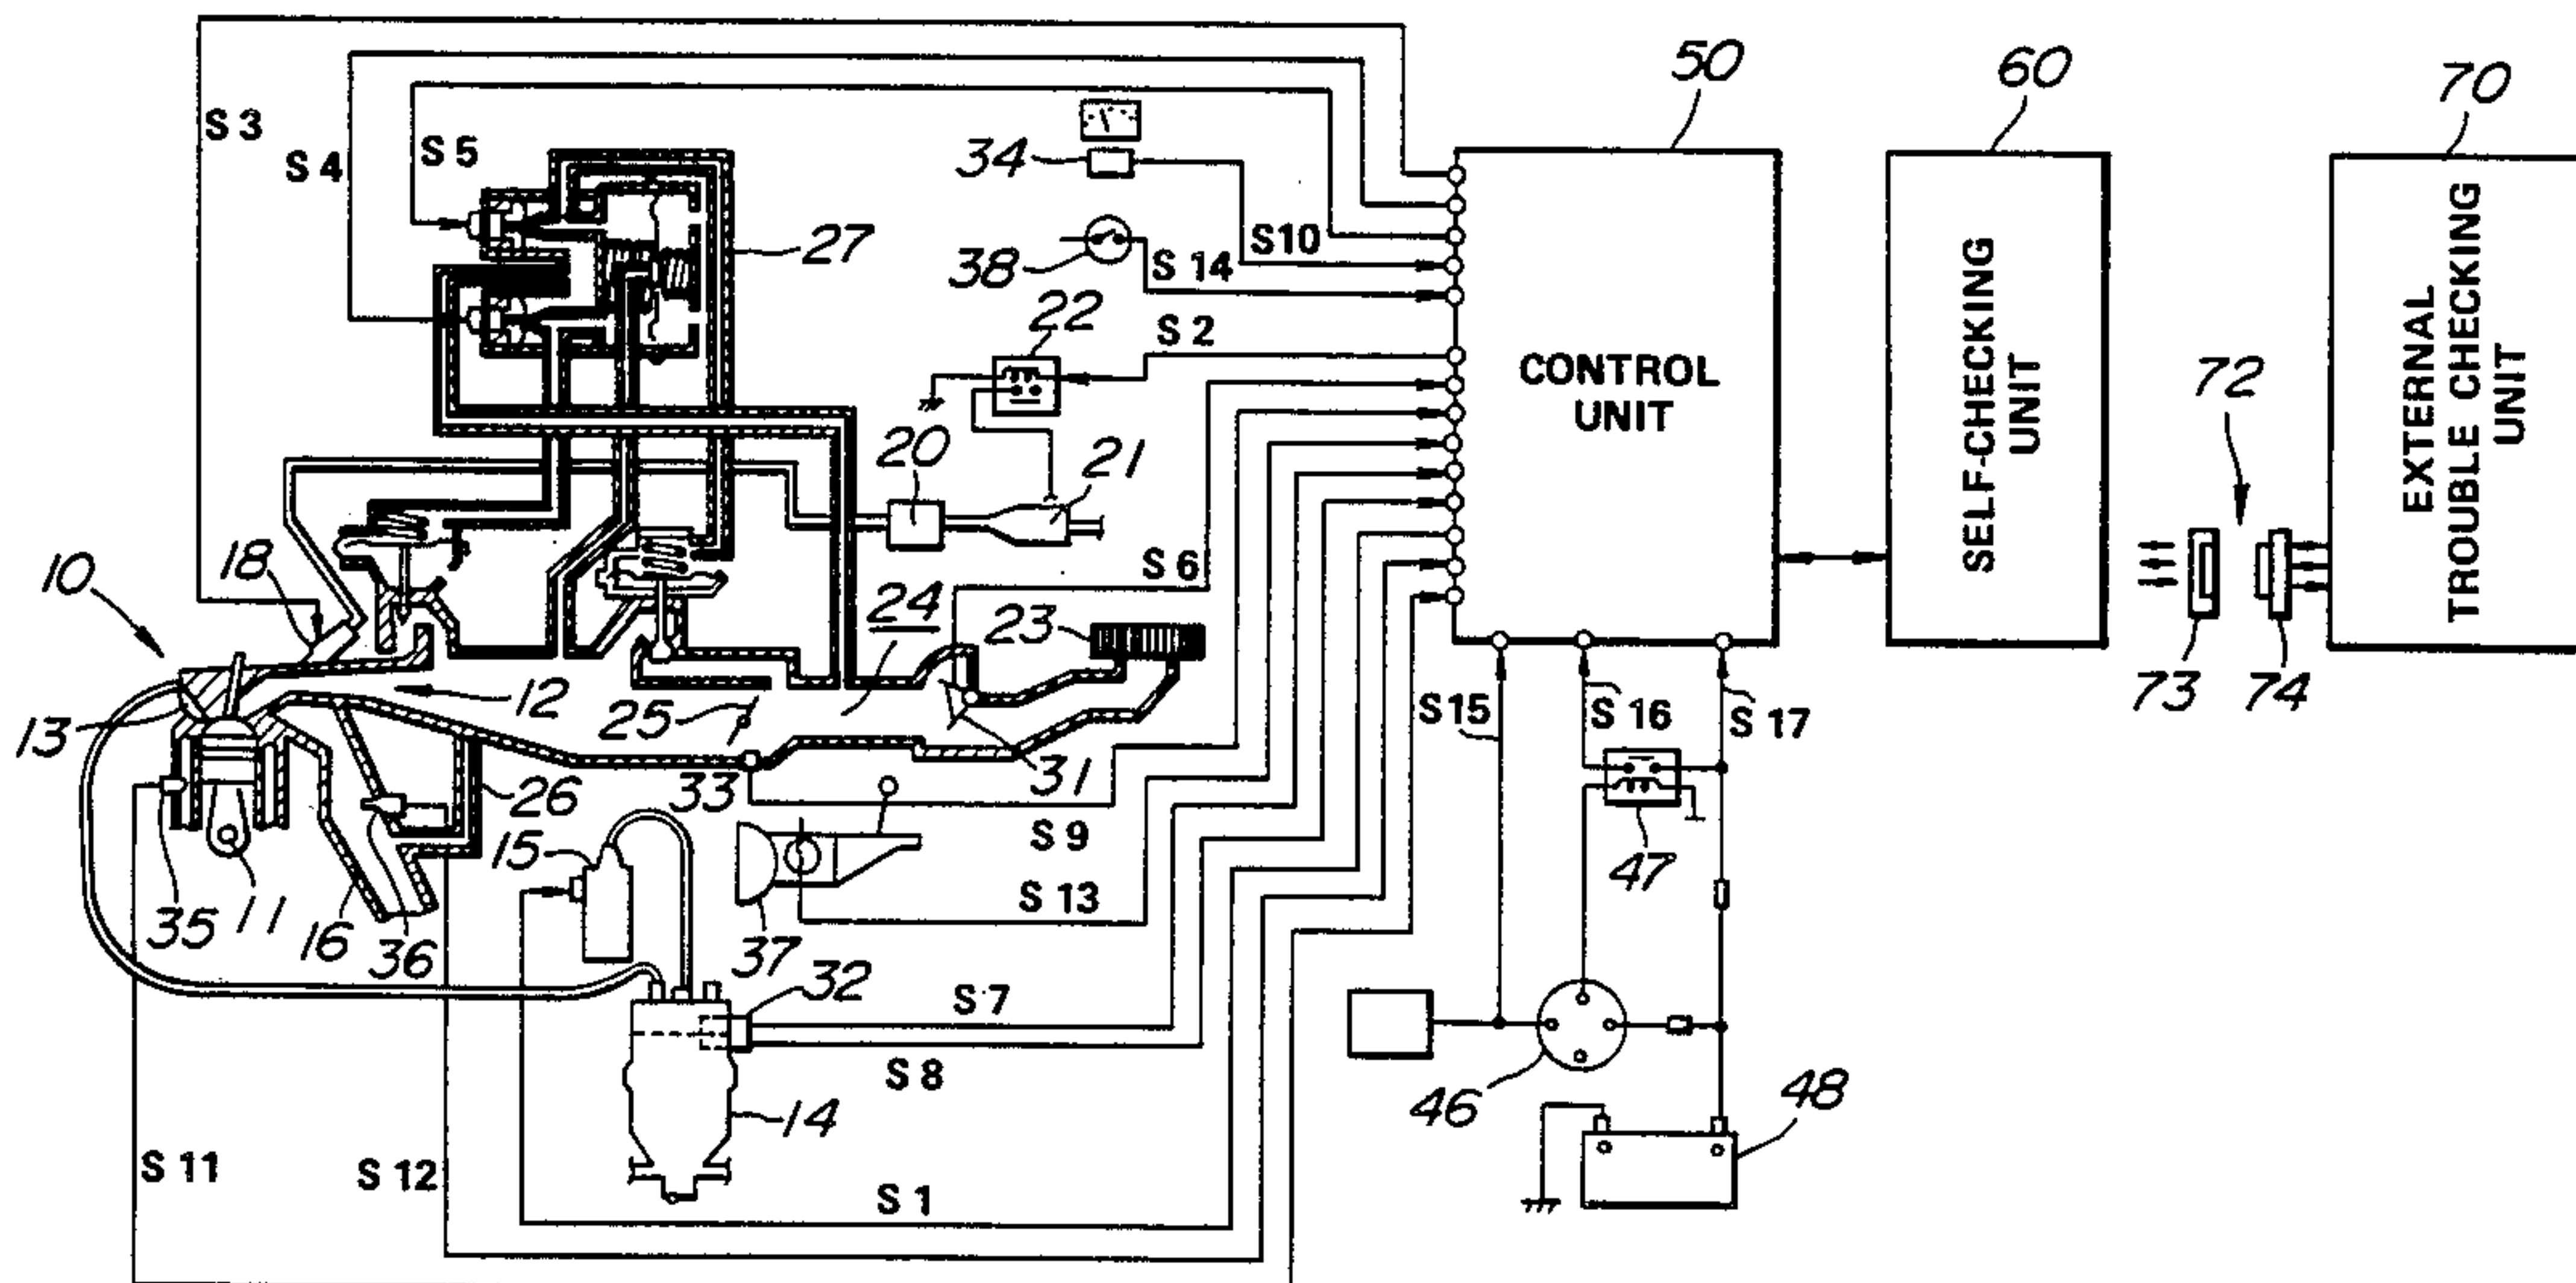 50
60
70
S 3
S 4
S 5
34
S10
38
S 14
27
22
S 2
CONTROL
UNIT
SELF-CHECKING
UNIT
EXTERNAL
TROUBLE CHECKING
UNIT
72
20
21
10
18
24
S 6
23
73
74
13
12
25
31
33
26
S15
S 16
S 17
S 9
47
15
35
11
16
36
37
S 13
32
S 7
S 8
14
46
48
S 11
S 12
S 1